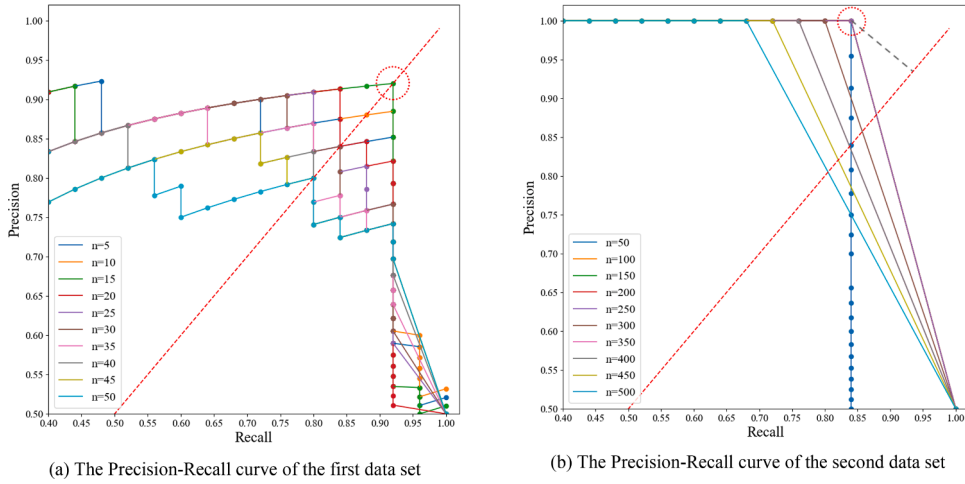 1.00
0.95
0.90
0.85
0.80
0.75
0.70
0.65
0.60
0.55
0.50
Precision
n=5
n=10
n=15
n=20
n=25
n=30
n=35
n=40
n=45
n=50
0.40 0.45 0.50 0.55 0.60 0.65 0.70 0.75 0.80 0.85 0.90 0.95 1.00
Recall
(a) The Precision-Recall curve of the first data set
1.00
0.95
0.90
0.85
0.80
0.75
0.70
0.65
0.60
0.55
0.50
Precision
n=50
n=100
n=150
n=200
n=250
n=300
n=350
n=400
n=450
n=500
0.40 0.45 0.50 0.55 0.60 0.65 0.70 0.75 0.80 0.85 0.90 0.95 1.00
Recall
(b) The Precision-Recall curve of the second data set